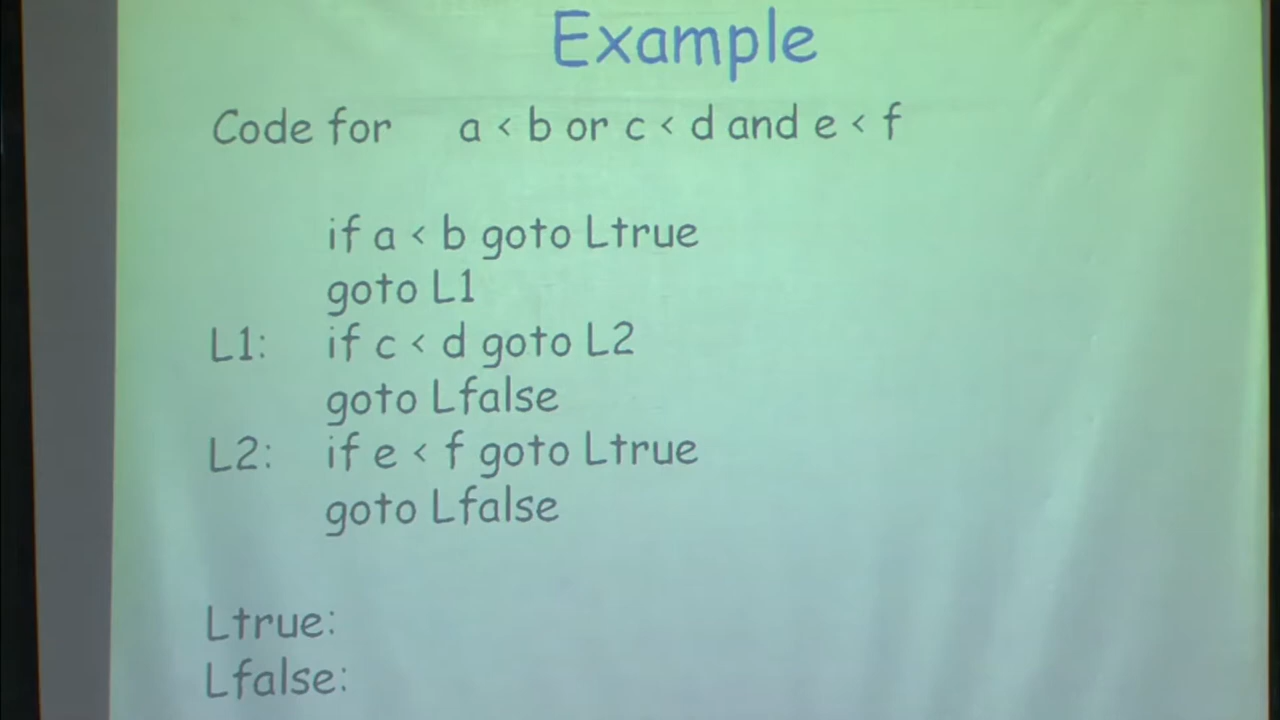 Example
Code for a < b or c < d and e < f
if a < b goto Ltrue
goto L1
L1: if c < d goto L2
goto Lfalse
L2: if e < f goto Ltrue
goto Lfalse
Ltrue:
Lfalse: